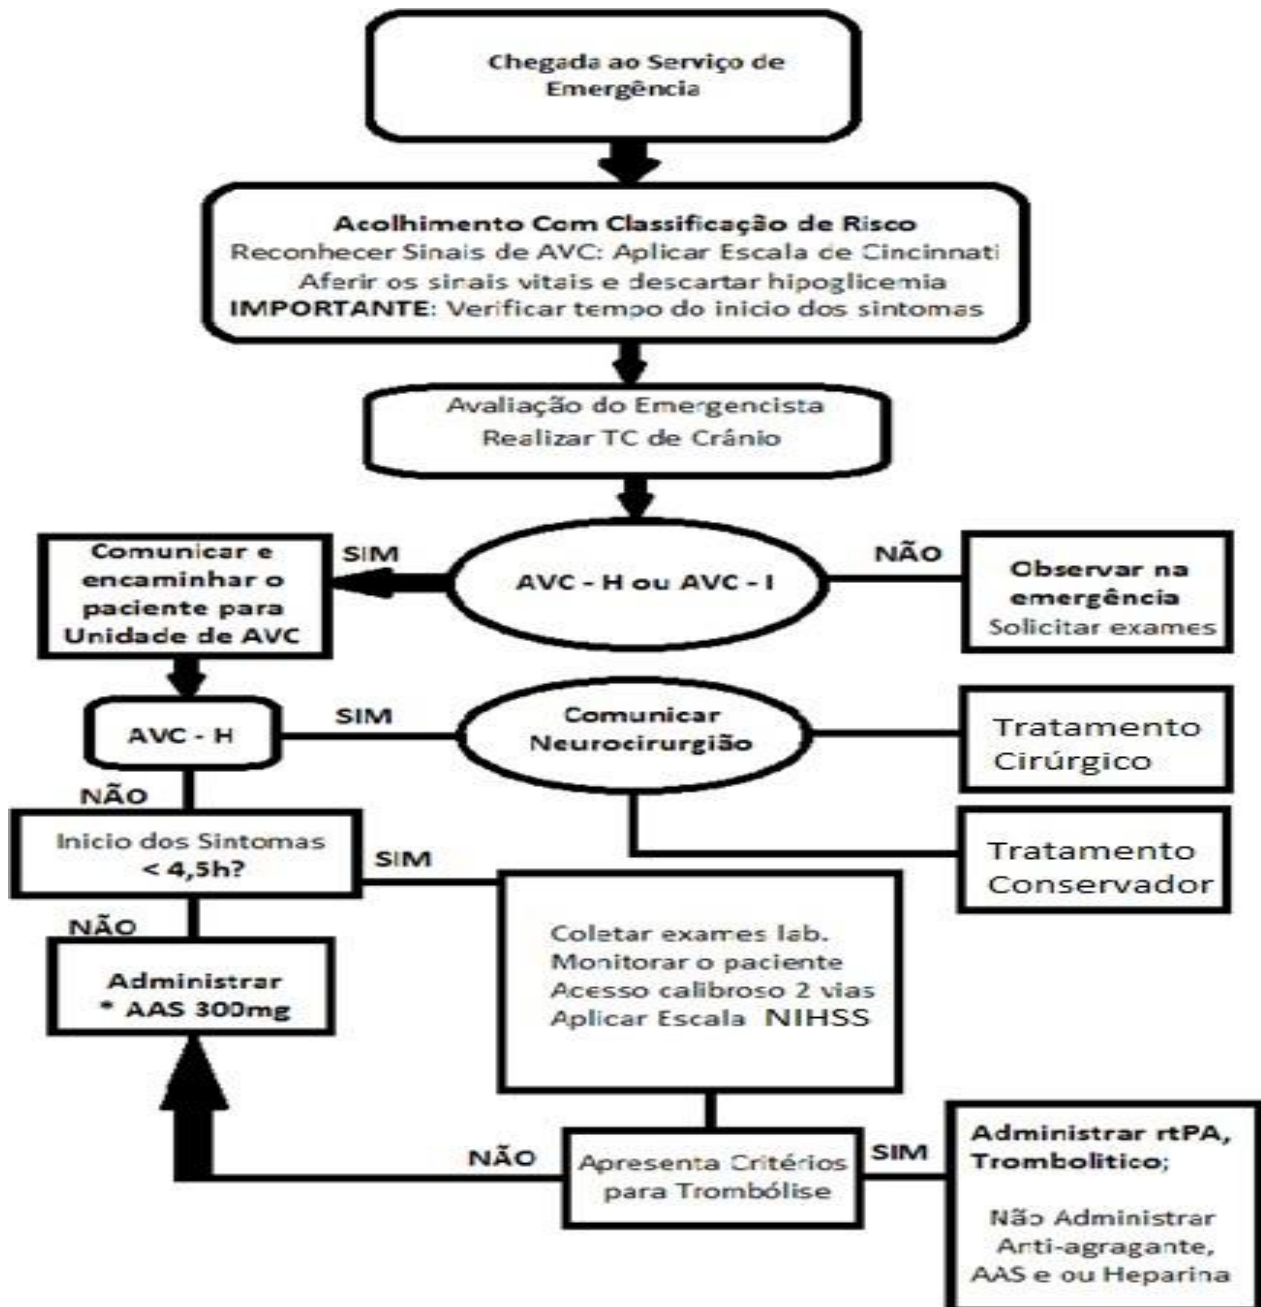 Chegada ao Serviço de
Emergência
Acolhimento Com Classificação de Risco
Reconhecer Sinais de AVC: Aplicar Escala de Cincinnati
Aferir os sinais vitais e descartar hipoglicemia
IMPORTANTE: Verificar tempo do inicio dos sintomas
Avaliação do Emergencista
Realizar TC de Crânio
AVC - H ou AVC - I
SIM
Comunicar e
encaminhar o
paciente para
Unidade de AVC
NÃO
Observar na
emergência
Solicitar exames
AVC - H
SIM
Comunicar
Neurocirurgião
Tratamento
Cirúrgico
Tratamento
Conservador
NÃO
Inicio dos Sintomas
< 4,5h?
SIM
Coletar exames lab.
Monitorar o paciente
Acesso calibroso 2 vias
Aplicar Escala NIHSS
NÃO
Administrar
* AAS 300mg
Apresenta Critérios
para Trombólise
NÃO
SIM
Administrar rtPA,
Trombolitico;
Não Administrar
Anti-agragante,
AAS e ou Heparina